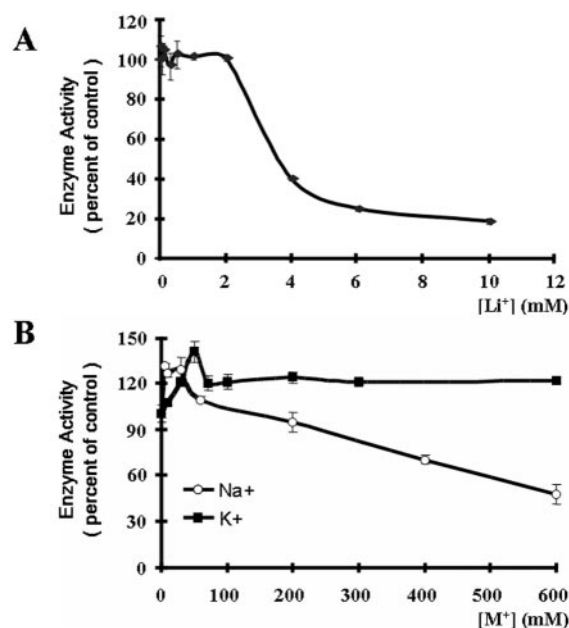 A
Enzyme Activity
( percent of control)
120
100
80
60
40
20
0
0 2 4 6 8 10 12
[Li⁺] (mM)
B
Enzyme Activity
( percent of control)
150
120
90
60
30
0
Na+
K+
0 100 200 300 400 500 600
[M⁺] (mM)